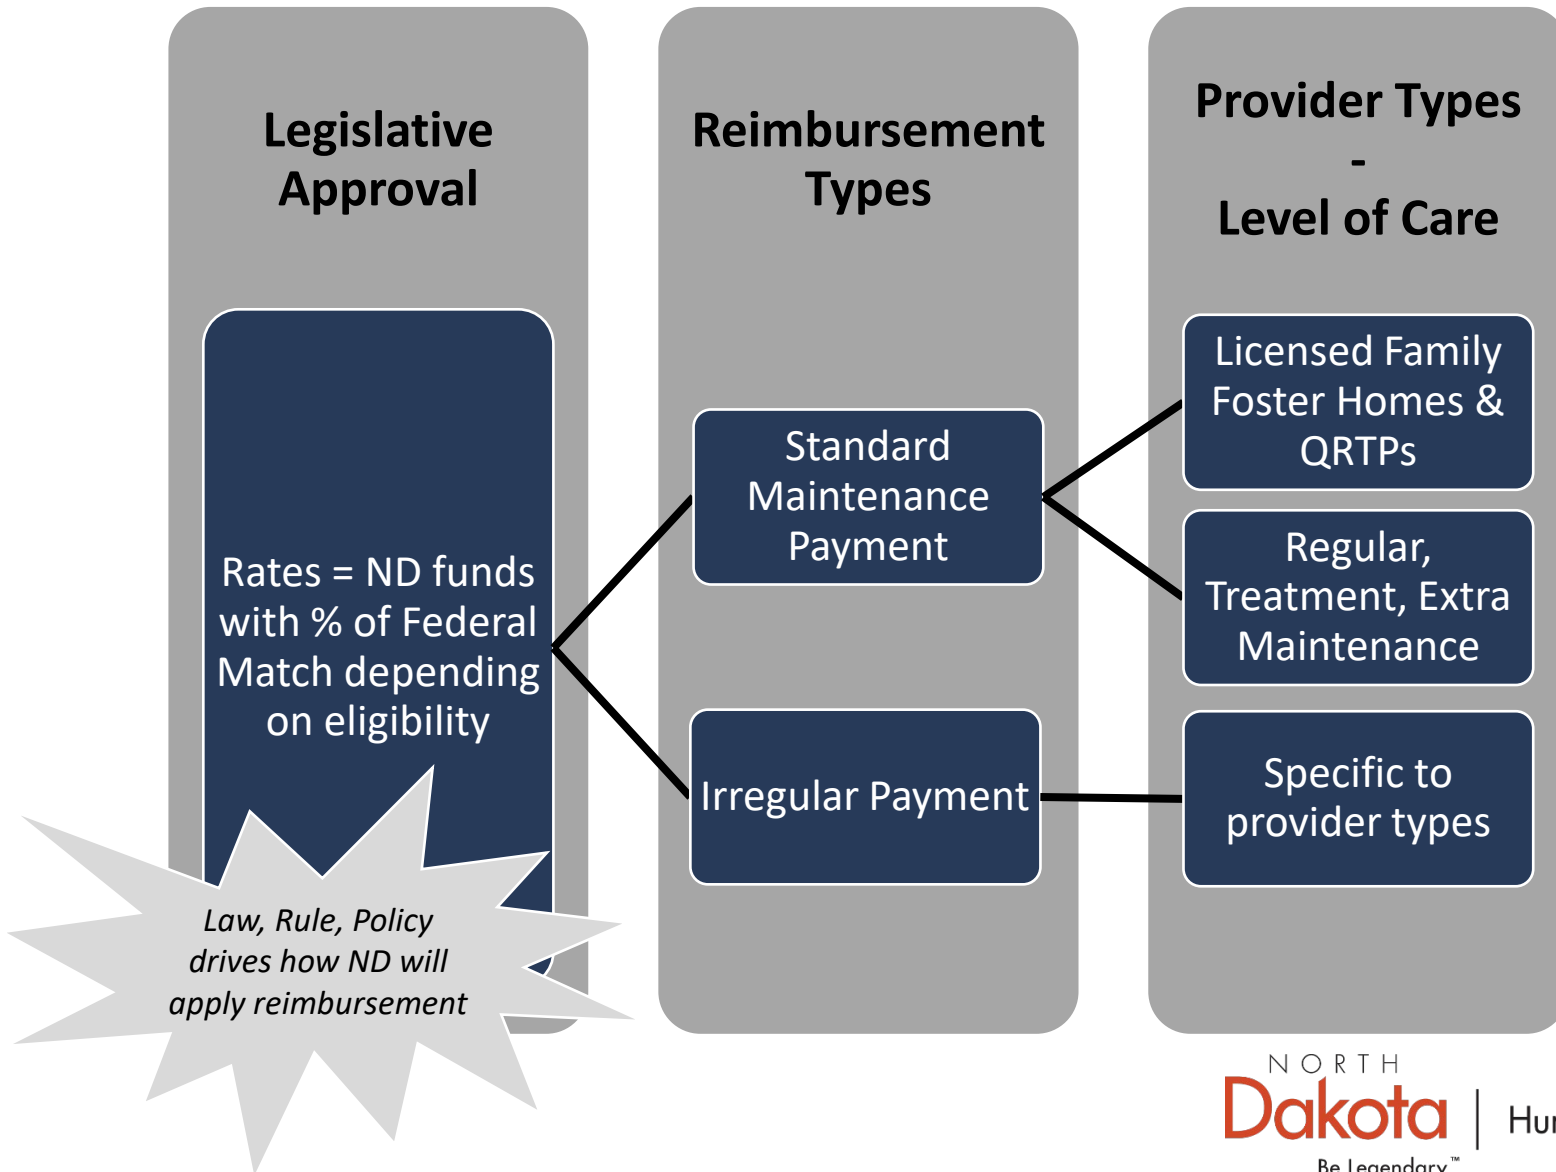 Legislative
Approval
Rates = ND funds
with % of Federal
Match depending
on eligibility
Law, Rule, Policy
drives how ND will
apply reimbursement
Reimbursement
Types
Standard
Maintenance
Payment
Irregular Payment
Provider Types
-
Level of Care
Licensed Family
Foster Homes &
QRTPs
Regular,
Treatment, Extra
Maintenance
Specific to
provider types
NORTH
Dakota
Be Legendary™